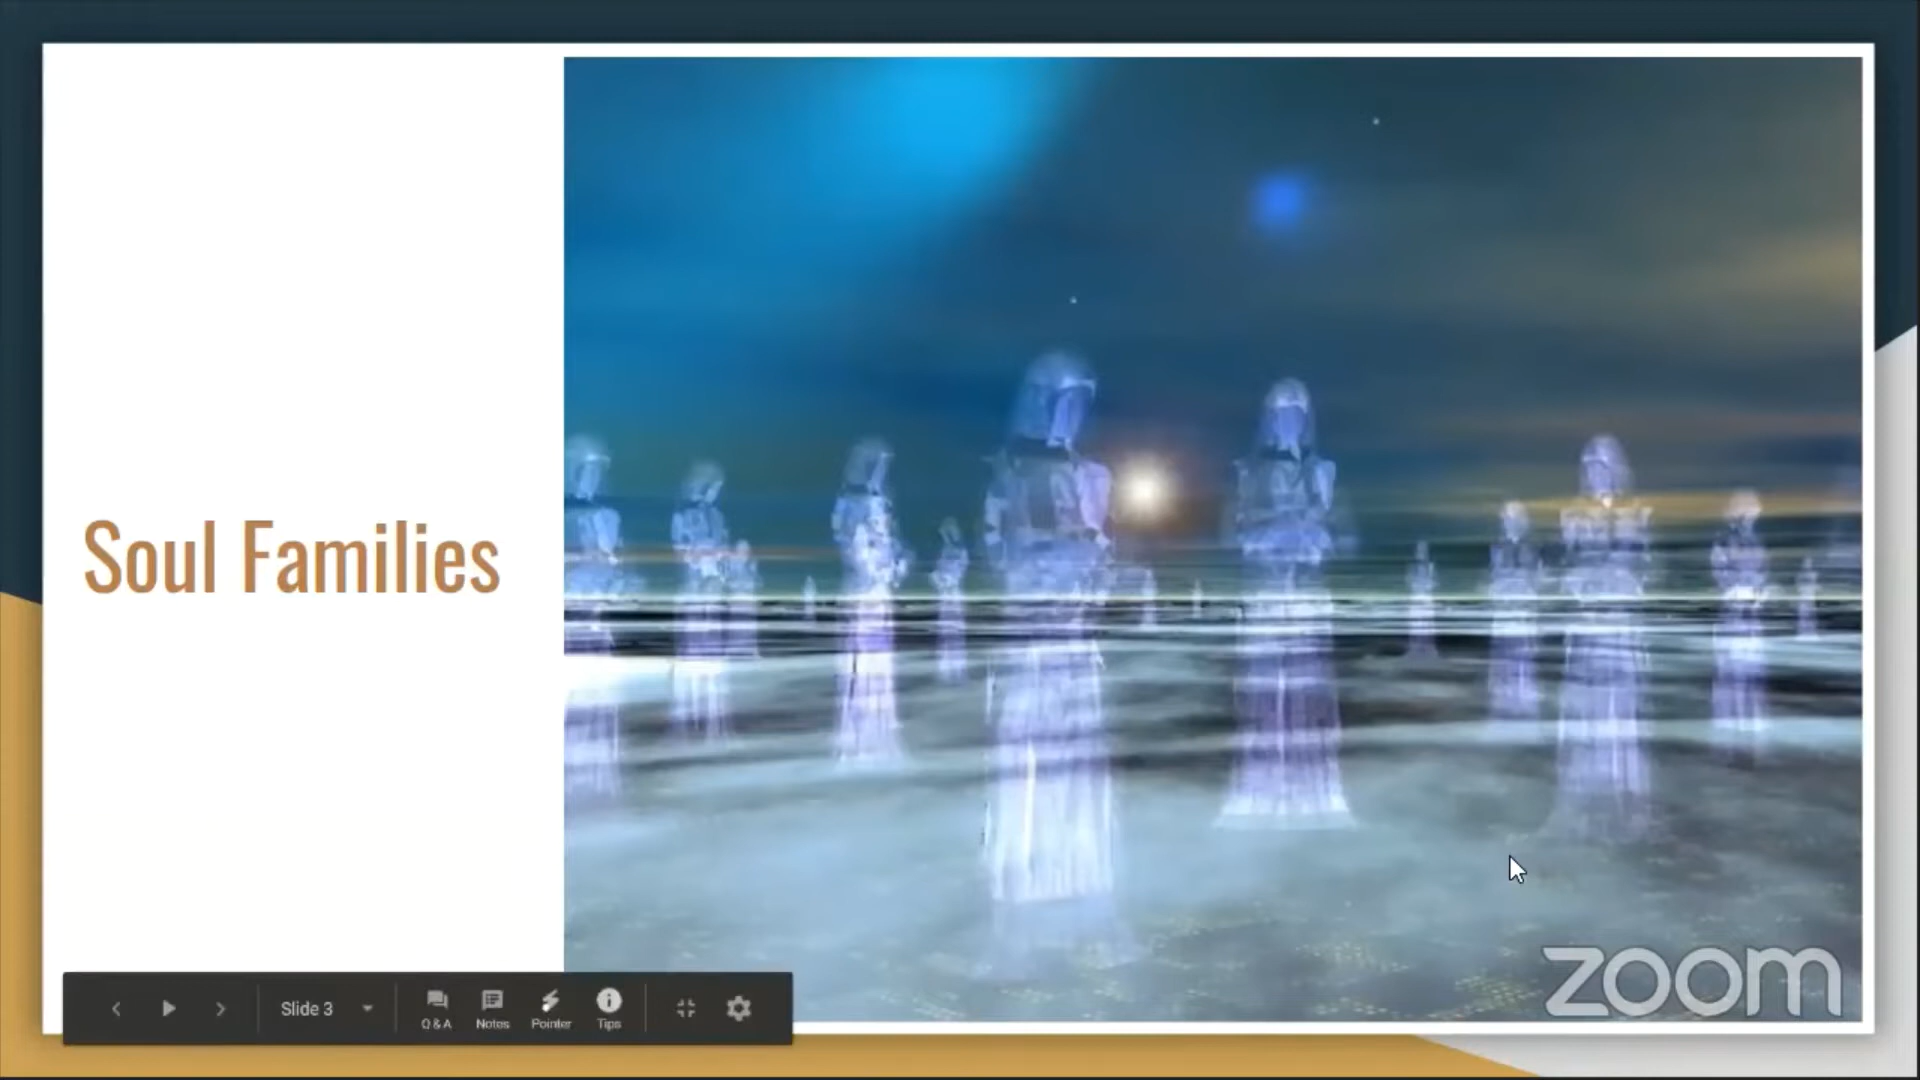 Soul Families
Slide 3
Q & A
Notes
Pointer
Tips
zoom